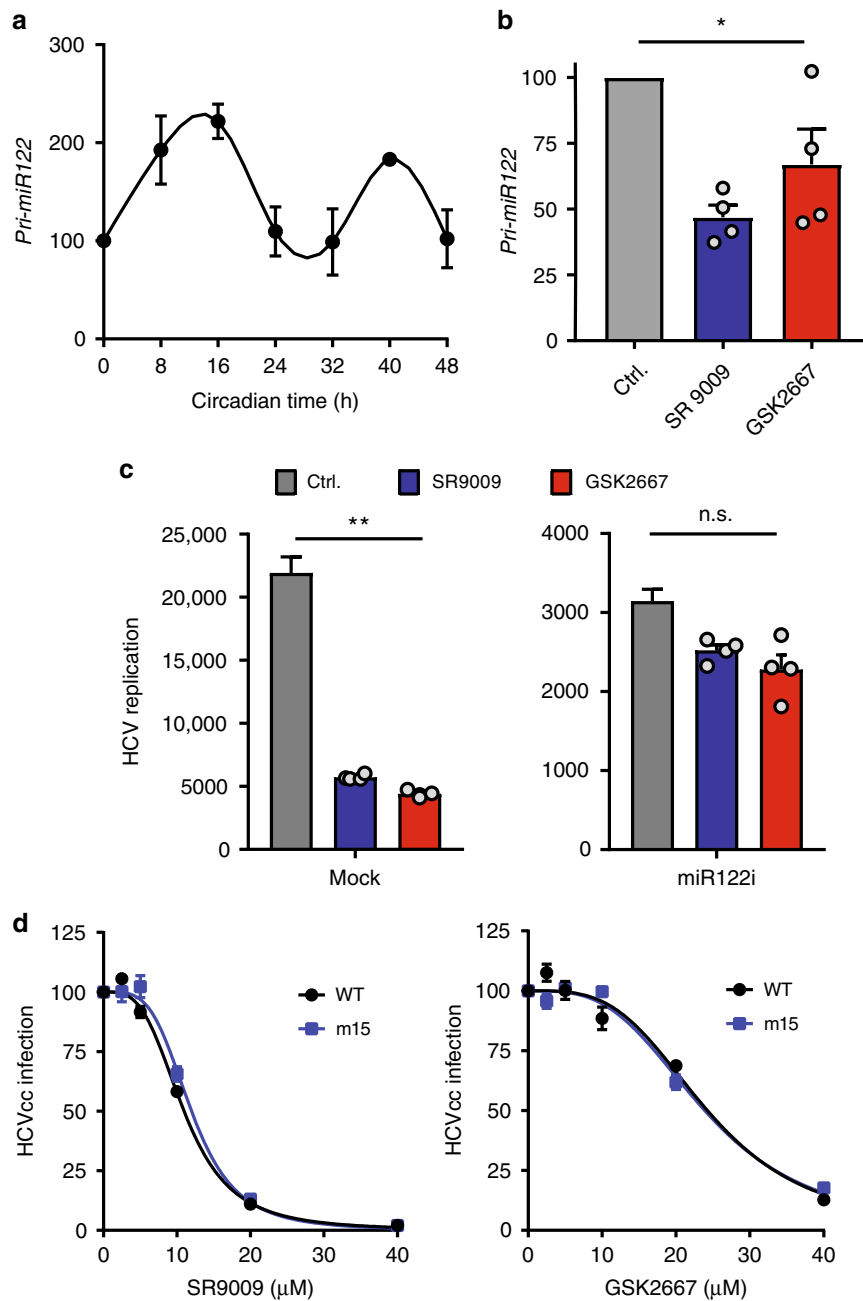 a
300
200
100
0
Pri-miR122
0 8 16 24 32 40 48
Circadian time (h)
b
*
100
75
50
25
0
Pri-miR122
Ctrl.
SR 9009
GSK2667
c
Ctrl. SR9009 GSK2667
25,000
20,000
15,000
10,000
5000
0
HCV replication
**
Mock
4000
3000
2000
1000
0
n.s.
miR122i
d
125
100
75
50
25
0
HCVcc infection
WT
m15
0 10 20 30 40
SR9009 (μM)
125
100
75
50
25
0
HCVcc infection
WT
m15
0 10 20 30 40
GSK2667 (μM)